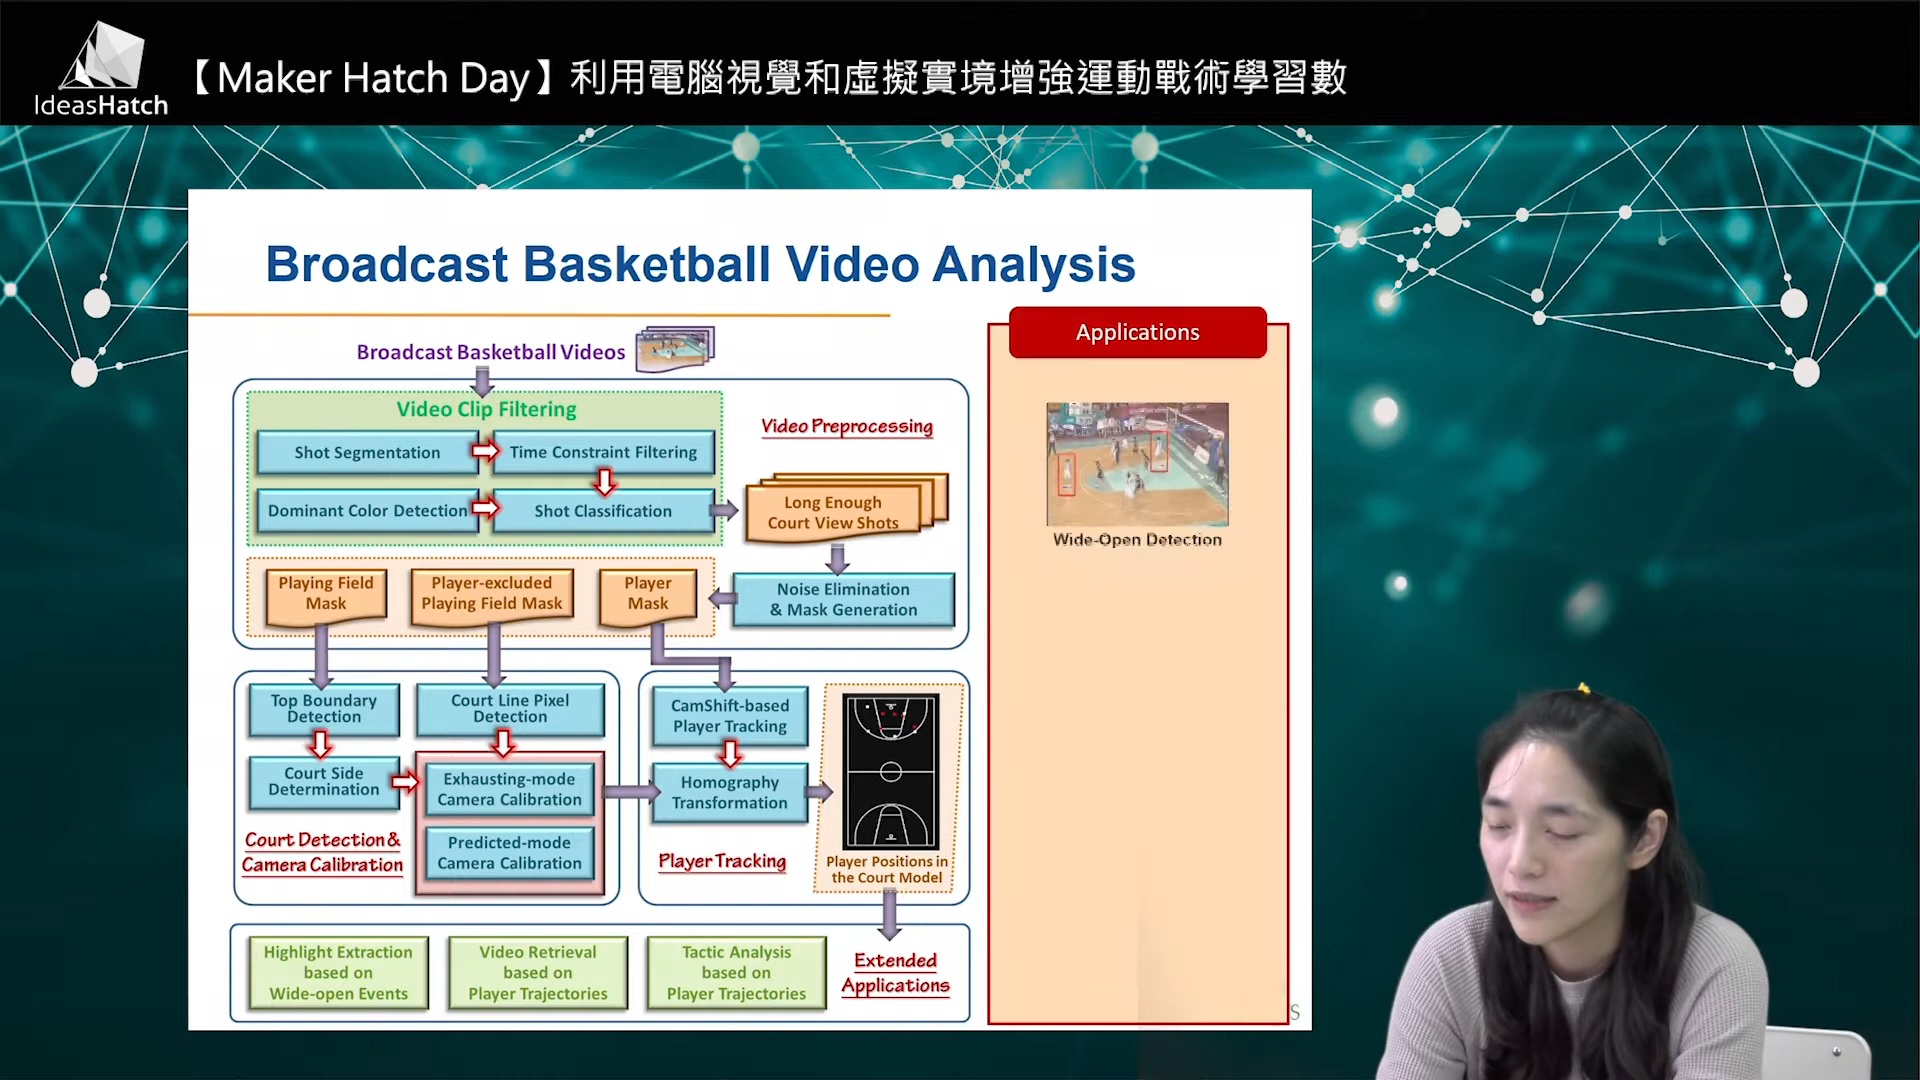 IdeasHatch
【Maker Hatch Day】利用電腦視覺和虛擬實境增強運動戰術學習數
Broadcast Basketball Video Analysis
Broadcast Basketball Videos
Video Clip Filtering
Shot Segmentation
Time Constraint Filtering
Dominant Color Detection
Shot Classification
Video Preprocessing
Long Enough
Court View Shots
Playing Field
Mask
Player-excluded
Playing Field Mask
Player
Mask
Noise Elimination
& Mask Generation
Top Boundary
Detection
Court Line Pixel
Detection
Court Side
Determination
Exhausting-mode
Camera Calibration
Predicted-mode
Camera Calibration
Court Detection &
Camera Calibration
CamShift-based
Player Tracking
Homography
Transformation
Player Tracking
Player Positions in
the Court Model
Highlight Extraction
based on
Wide-open Events
Video Retrieval
based on
Player Trajectories
Tactic Analysis
based on
Player Trajectories
Extended
Applications
Applications
Wide-Open Detection
S